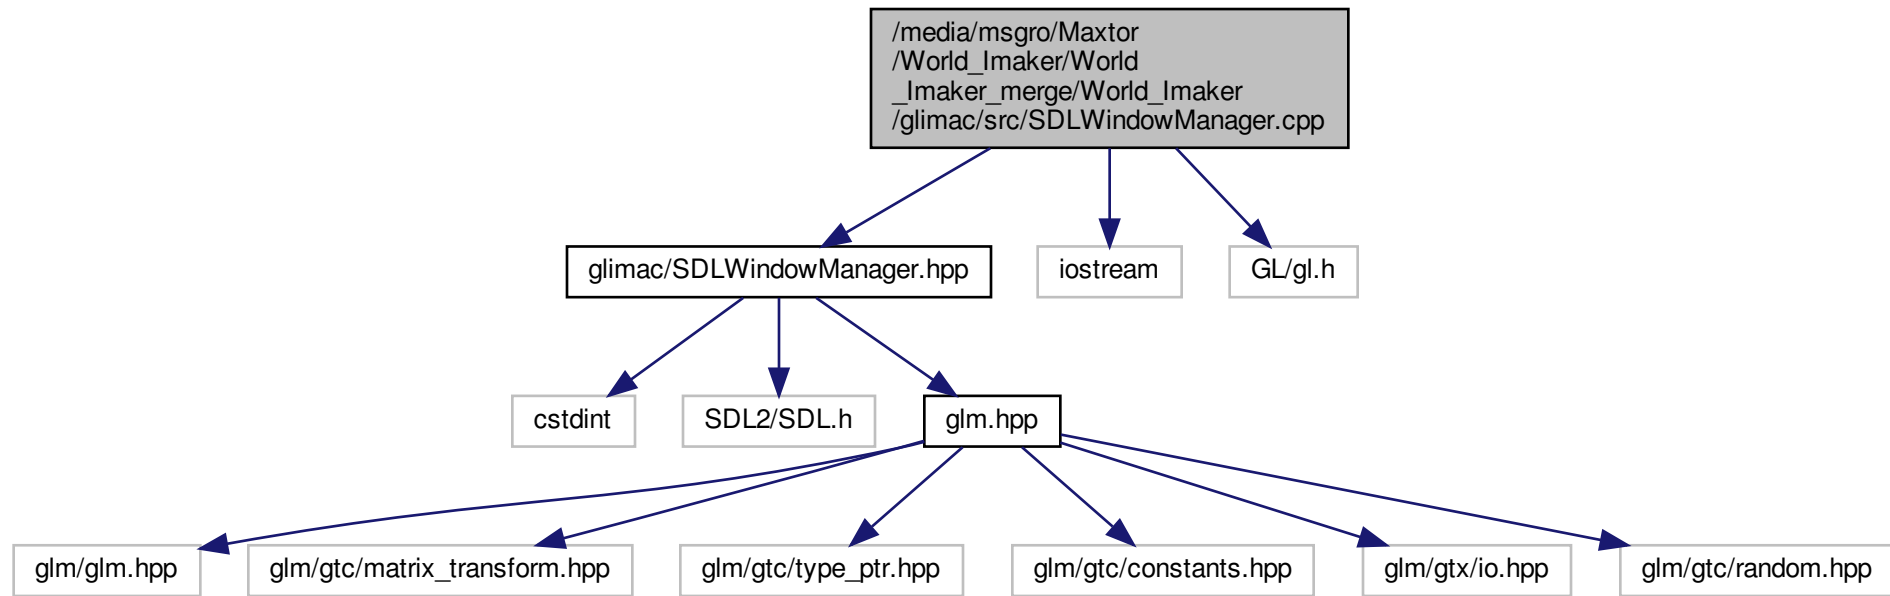 /media/msgro/Maxtor
/World_Imaker/World
_Imaker_merge/World_Imaker
/glimac/src/SDLWindowManager.cpp
glimac/SDLWindowManager.hpp
iostream
GL/gl.h
cstdint
SDL2/SDL.h
glm.hpp
glm/glm.hpp
glm/gtc/matrix_transform.hpp
glm/gtc/type_ptr.hpp
glm/gtc/constants.hpp
glm/gtx/io.hpp
glm/gtc/random.hpp